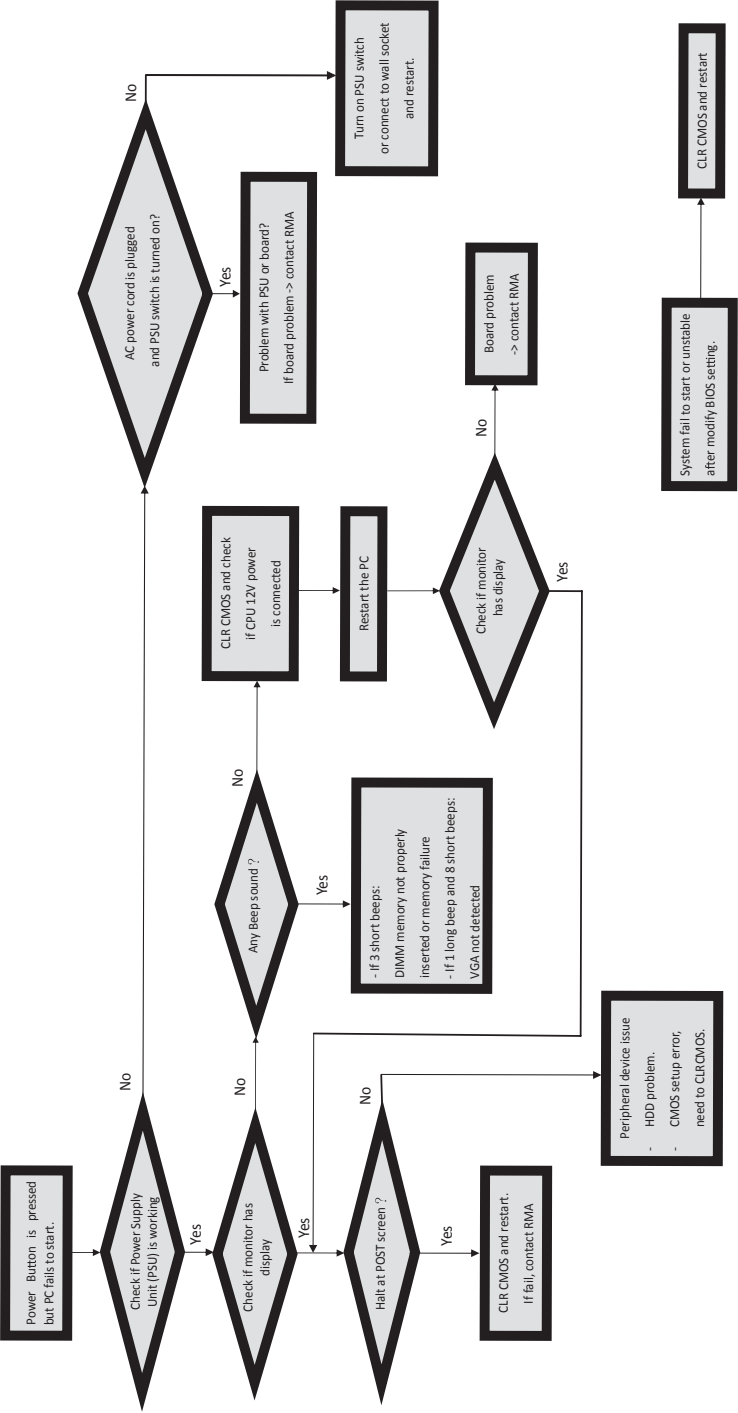 Power Button is pressed
but PC fails to start.
Check if Power Supply
Unit (PSU) is working
No
Yes
AC power cord is plugged
and PSU switch is turned on?
No
Turn on PSU switch
or connect to wall socket
and restart.
Yes
Problem with PSU or board?
If board problem -> contact RMA
Check if monitor has
display
No
Yes
Any Beep sound ?
No
Yes
- If 3 short beeps:
DIMM memory not properly
inserted or memory failure
- If 1 long beep and 8 short beeps:
VGA not detected
CLR CMOS and check
if CPU 12V power
is connected
Restart the PC
Check if monitor
has display
No
Board problem
-> contact RMA
Yes
Halt at POST screen ?
No
Peripheral device issue
- HDD problem.
- CMOS setup error,
need to CLRCMOS.
Yes
CLR CMOS and restart.
If fail, contact RMA
System fail to start or unstable
after modify BIOS setting.
CLR CMOS and restart